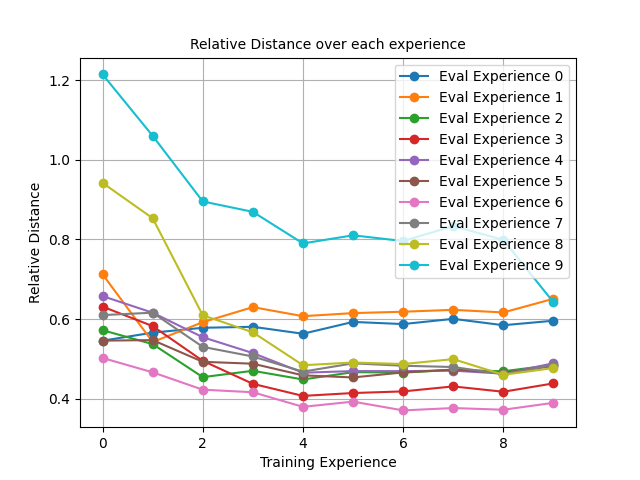 Relative Distance over each experience
Eval Experience 0
Eval Experience 1
Eval Experience 2
Eval Experience 3
Eval Experience 4
Eval Experience 5
Eval Experience 6
Eval Experience 7
Eval Experience 8
Eval Experience 9
Relative Distance
1.2
1.0
0.8
0.6
0.4
0 2 4 6 8
Training Experience